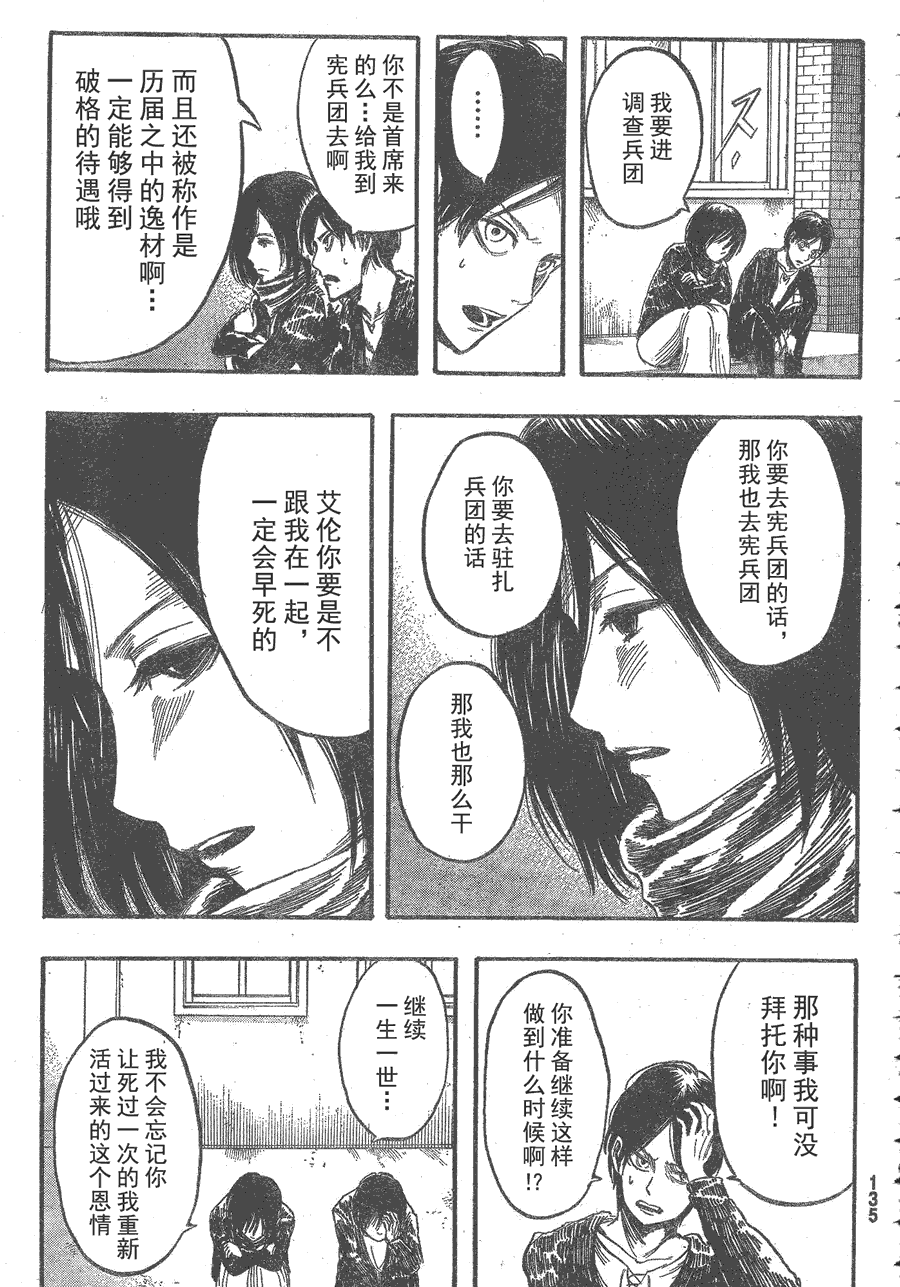 我要进
调查兵团
……
你不是首席来
的么…给我到
宪兵团去啊
而且还被称作是
历届之中的逸材啊…
一定能够得到
破格的待遇哦
你要去宪兵团的话，
那我也去宪兵团
你要去驻扎
兵团的话
那我也那么干
艾伦你要是不
跟我在一起，
一定会早死的
那种事我可没
拜托你啊！
你准备继续这样
做到什么时候啊!?
继续
一生一世…
我不会忘记你
让死过一次的我重新
活过来的这个恩情
135